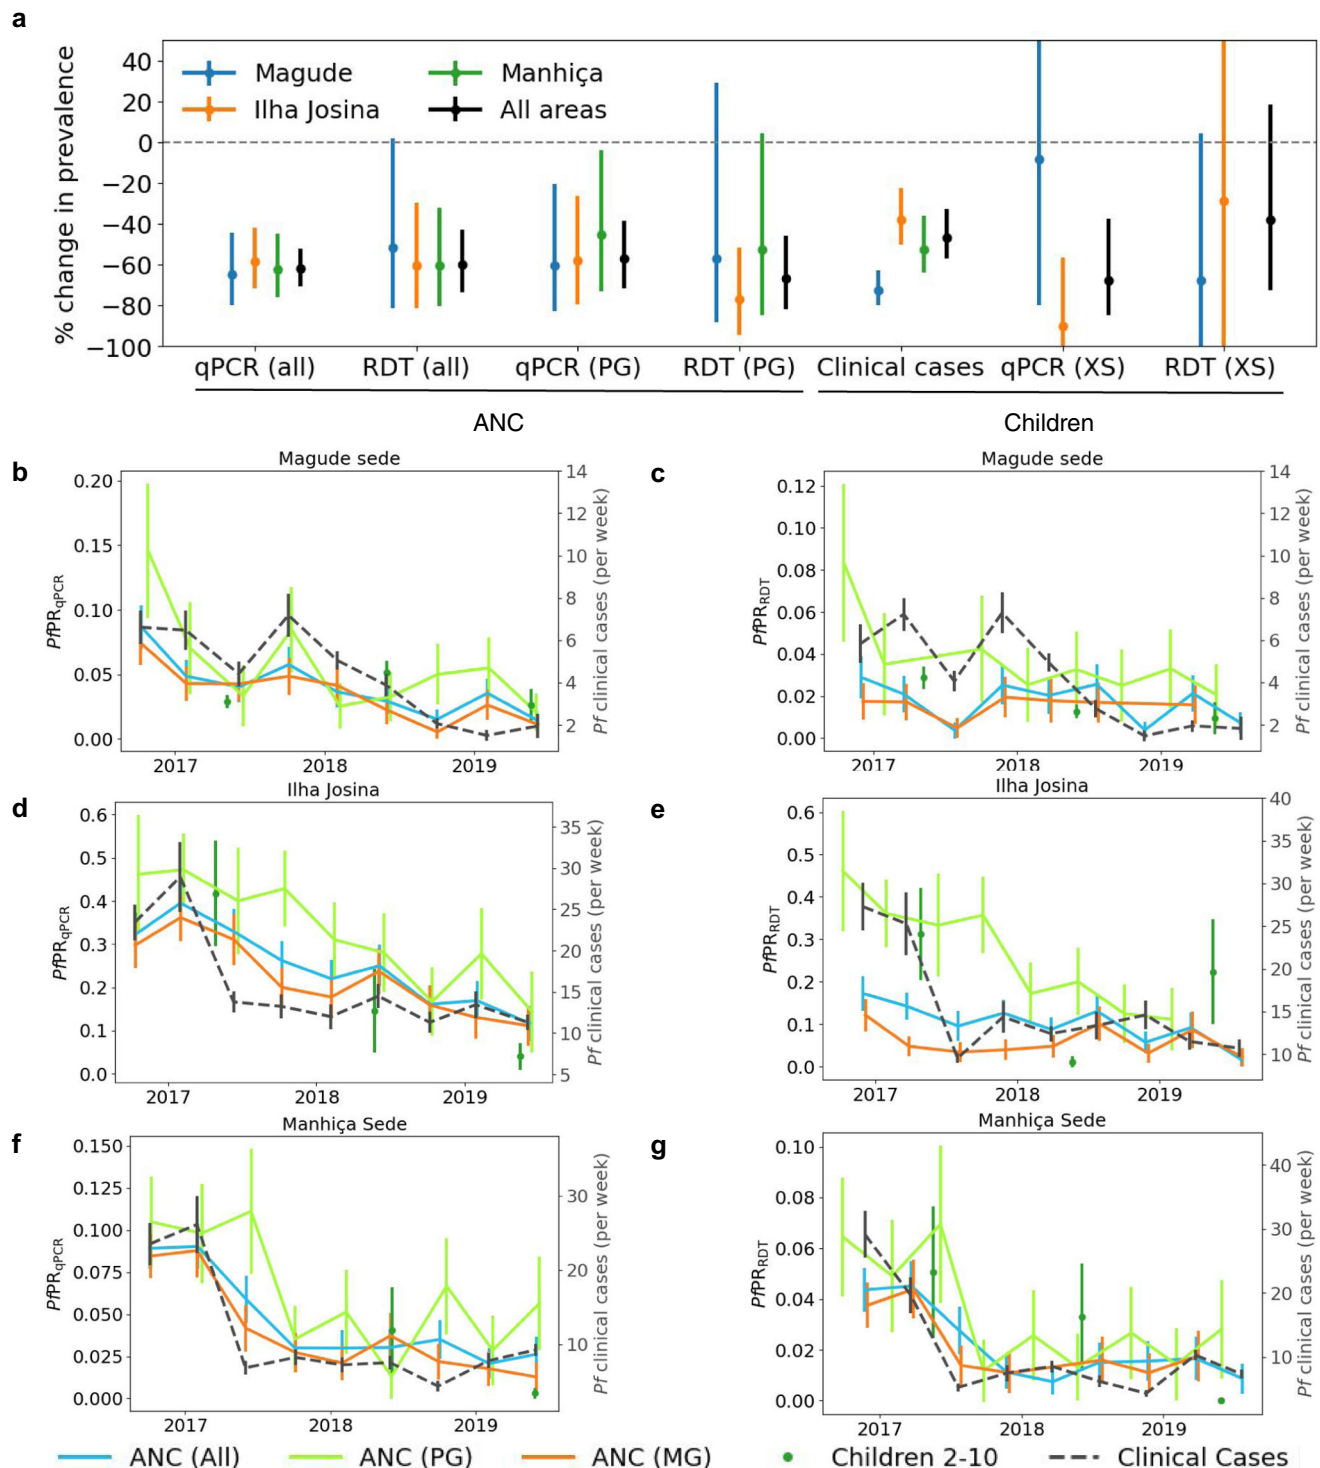 a
% change in prevalence
40
20
0
−20
−40
−60
−80
−100
Magude
Ilha Josina
Manhiça
All areas
qPCR (all) RDT (all) qPCR (PG) RDT (PG) Clinical cases qPCR (XS) RDT (XS)
ANC Children
b
Magude sede
PfPRqPCR
0.20
0.15
0.10
0.05
0.00
14
12
10
8
6
4
2
Pf clinical cases (per week)
2017 2018 2019
c
Magude sede
PfPRRDT
0.12
0.10
0.08
0.06
0.04
0.02
0.00
14
12
10
8
6
4
2
Pf clinical cases (per week)
2017 2018 2019
d
Ilha Josina
PfPRqPCR
0.6
0.5
0.4
0.3
0.2
0.1
0.0
35
30
25
20
15
10
5
Pf clinical cases (per week)
2017 2018 2019
e
Ilha Josina
PfPRRDT
0.6
0.5
0.4
0.3
0.2
0.1
0.0
40
30
20
10
Pf clinical cases (per week)
2017 2018 2019
f
Manhiça Sede
PfPRqPCR
0.150
0.125
0.100
0.075
0.050
0.025
0.000
30
20
10
Pf clinical cases (per week)
2017 2018 2019
g
Manhiça Sede
PfPRRDT
0.10
0.08
0.06
0.04
0.02
0.00
40
30
20
10
Pf clinical cases (per week)
2017 2018 2019
ANC (All) ANC (PG) ANC (MG) Children 2-10 Clinical Cases